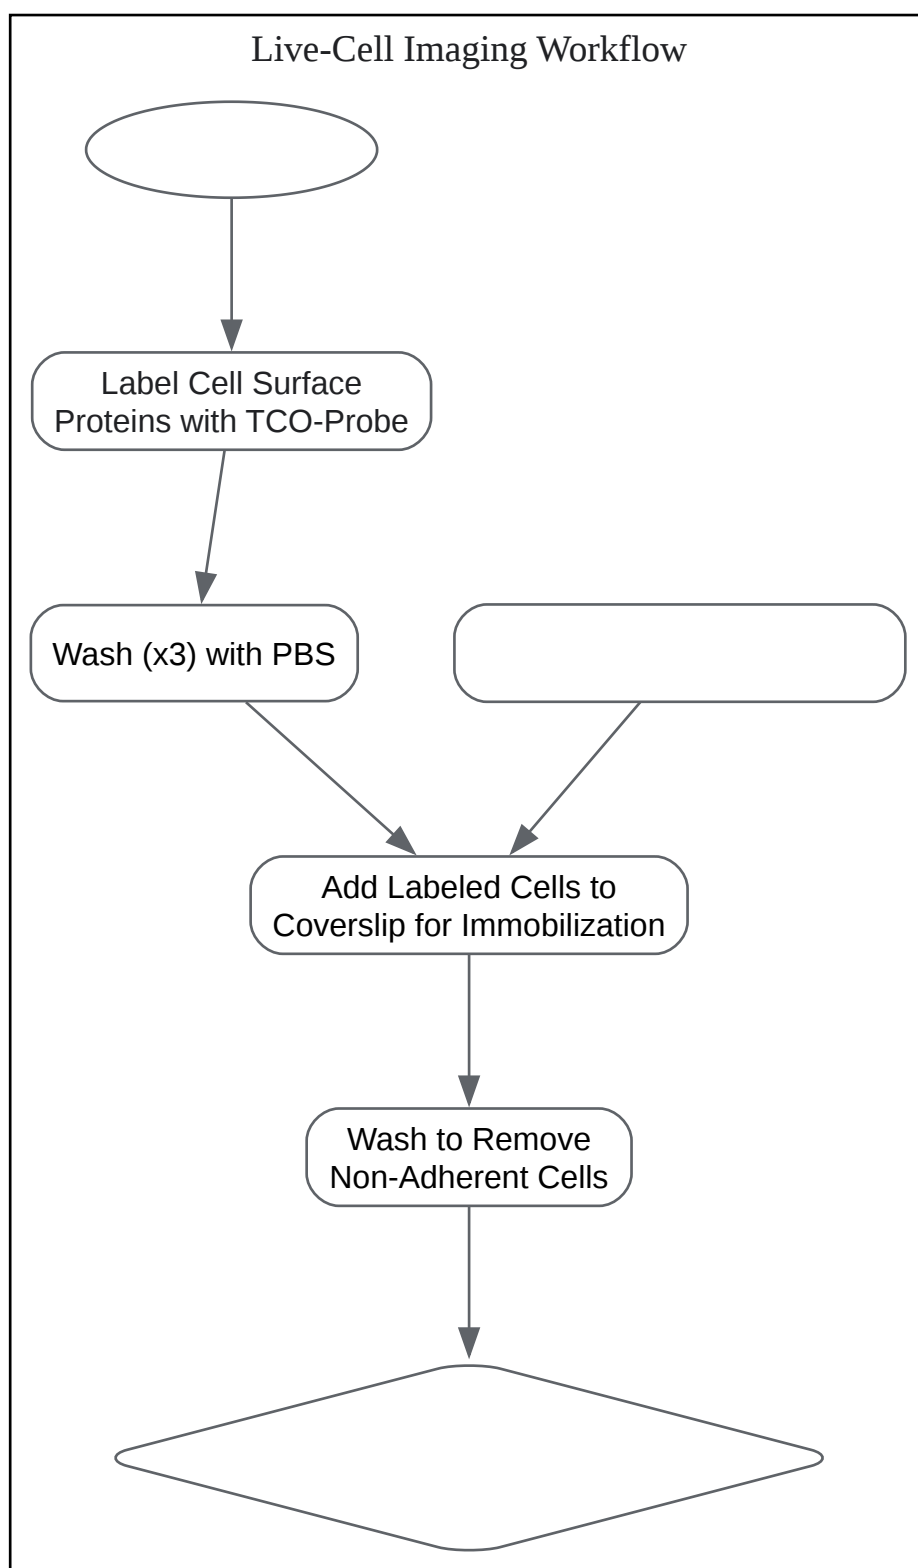 Live-Cell Imaging Workflow
Label Cell Surface
Proteins with TCO-Probe
Wash (x3) with PBS
Add Labeled Cells to
Coverslip for Immobilization
Wash to Remove
Non-Adherent Cells